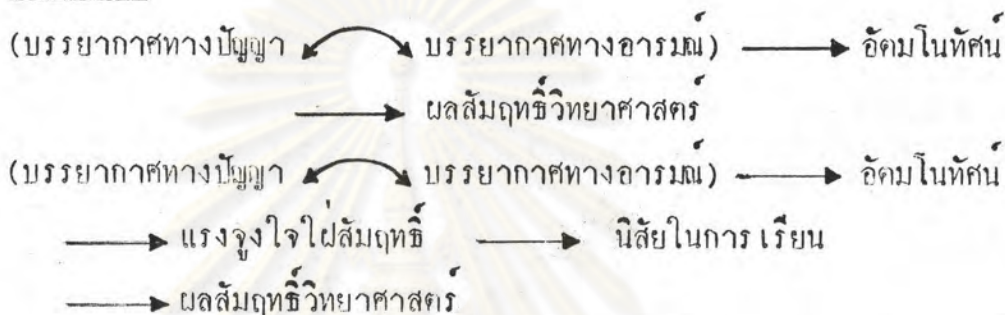 (บรรยากาศทางปัญญา บรรยากาศทางอารมณ์) อัตมโนทัศน์
ผลสัมฤทธิ์วิทยาศาสตร์
(บรรยากาศทางปัญญา บรรยากาศทางอารมณ์) อัตมโนทัศน์
แรงจูงใจใฝ่สัมฤทธิ์ นิสัยในการเรียน
ผลสัมฤทธิ์วิทยาศาสตร์